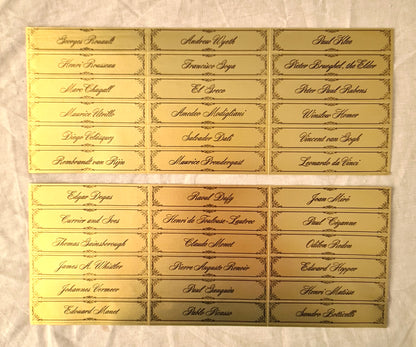 Georges Rouault
Andrew Wyeth
Paul Klee
Henri Rousseau
Francisco Goya
Pieter Brueghel, the Elder
Marc Chagall
El Greco
Peter Paul Rubens
Maurice Utrillo
Amedeo Modigliani
Winslow Homer
Diego Velásquez
Salvador Dali
Vincent van Gogh
Rembrandt van Rijn
Maurice Prendergast
Leonardo da Vinci
Edgar Degas
Raoul Dufy
Joan Miró
Currier and Ives
Henri de Toulouse-Lautrec
Paul Cézanne
Thomas Gainsborough
Claude Monet
Odilon Redon
James A. Whistler
Pierre Auguste Renoir
Edward Hopper
Johannes Vermeer
Paul Gauguin
Henri Matisse
Edouard Manet
Pablo Picasso
Sandro Botticelli